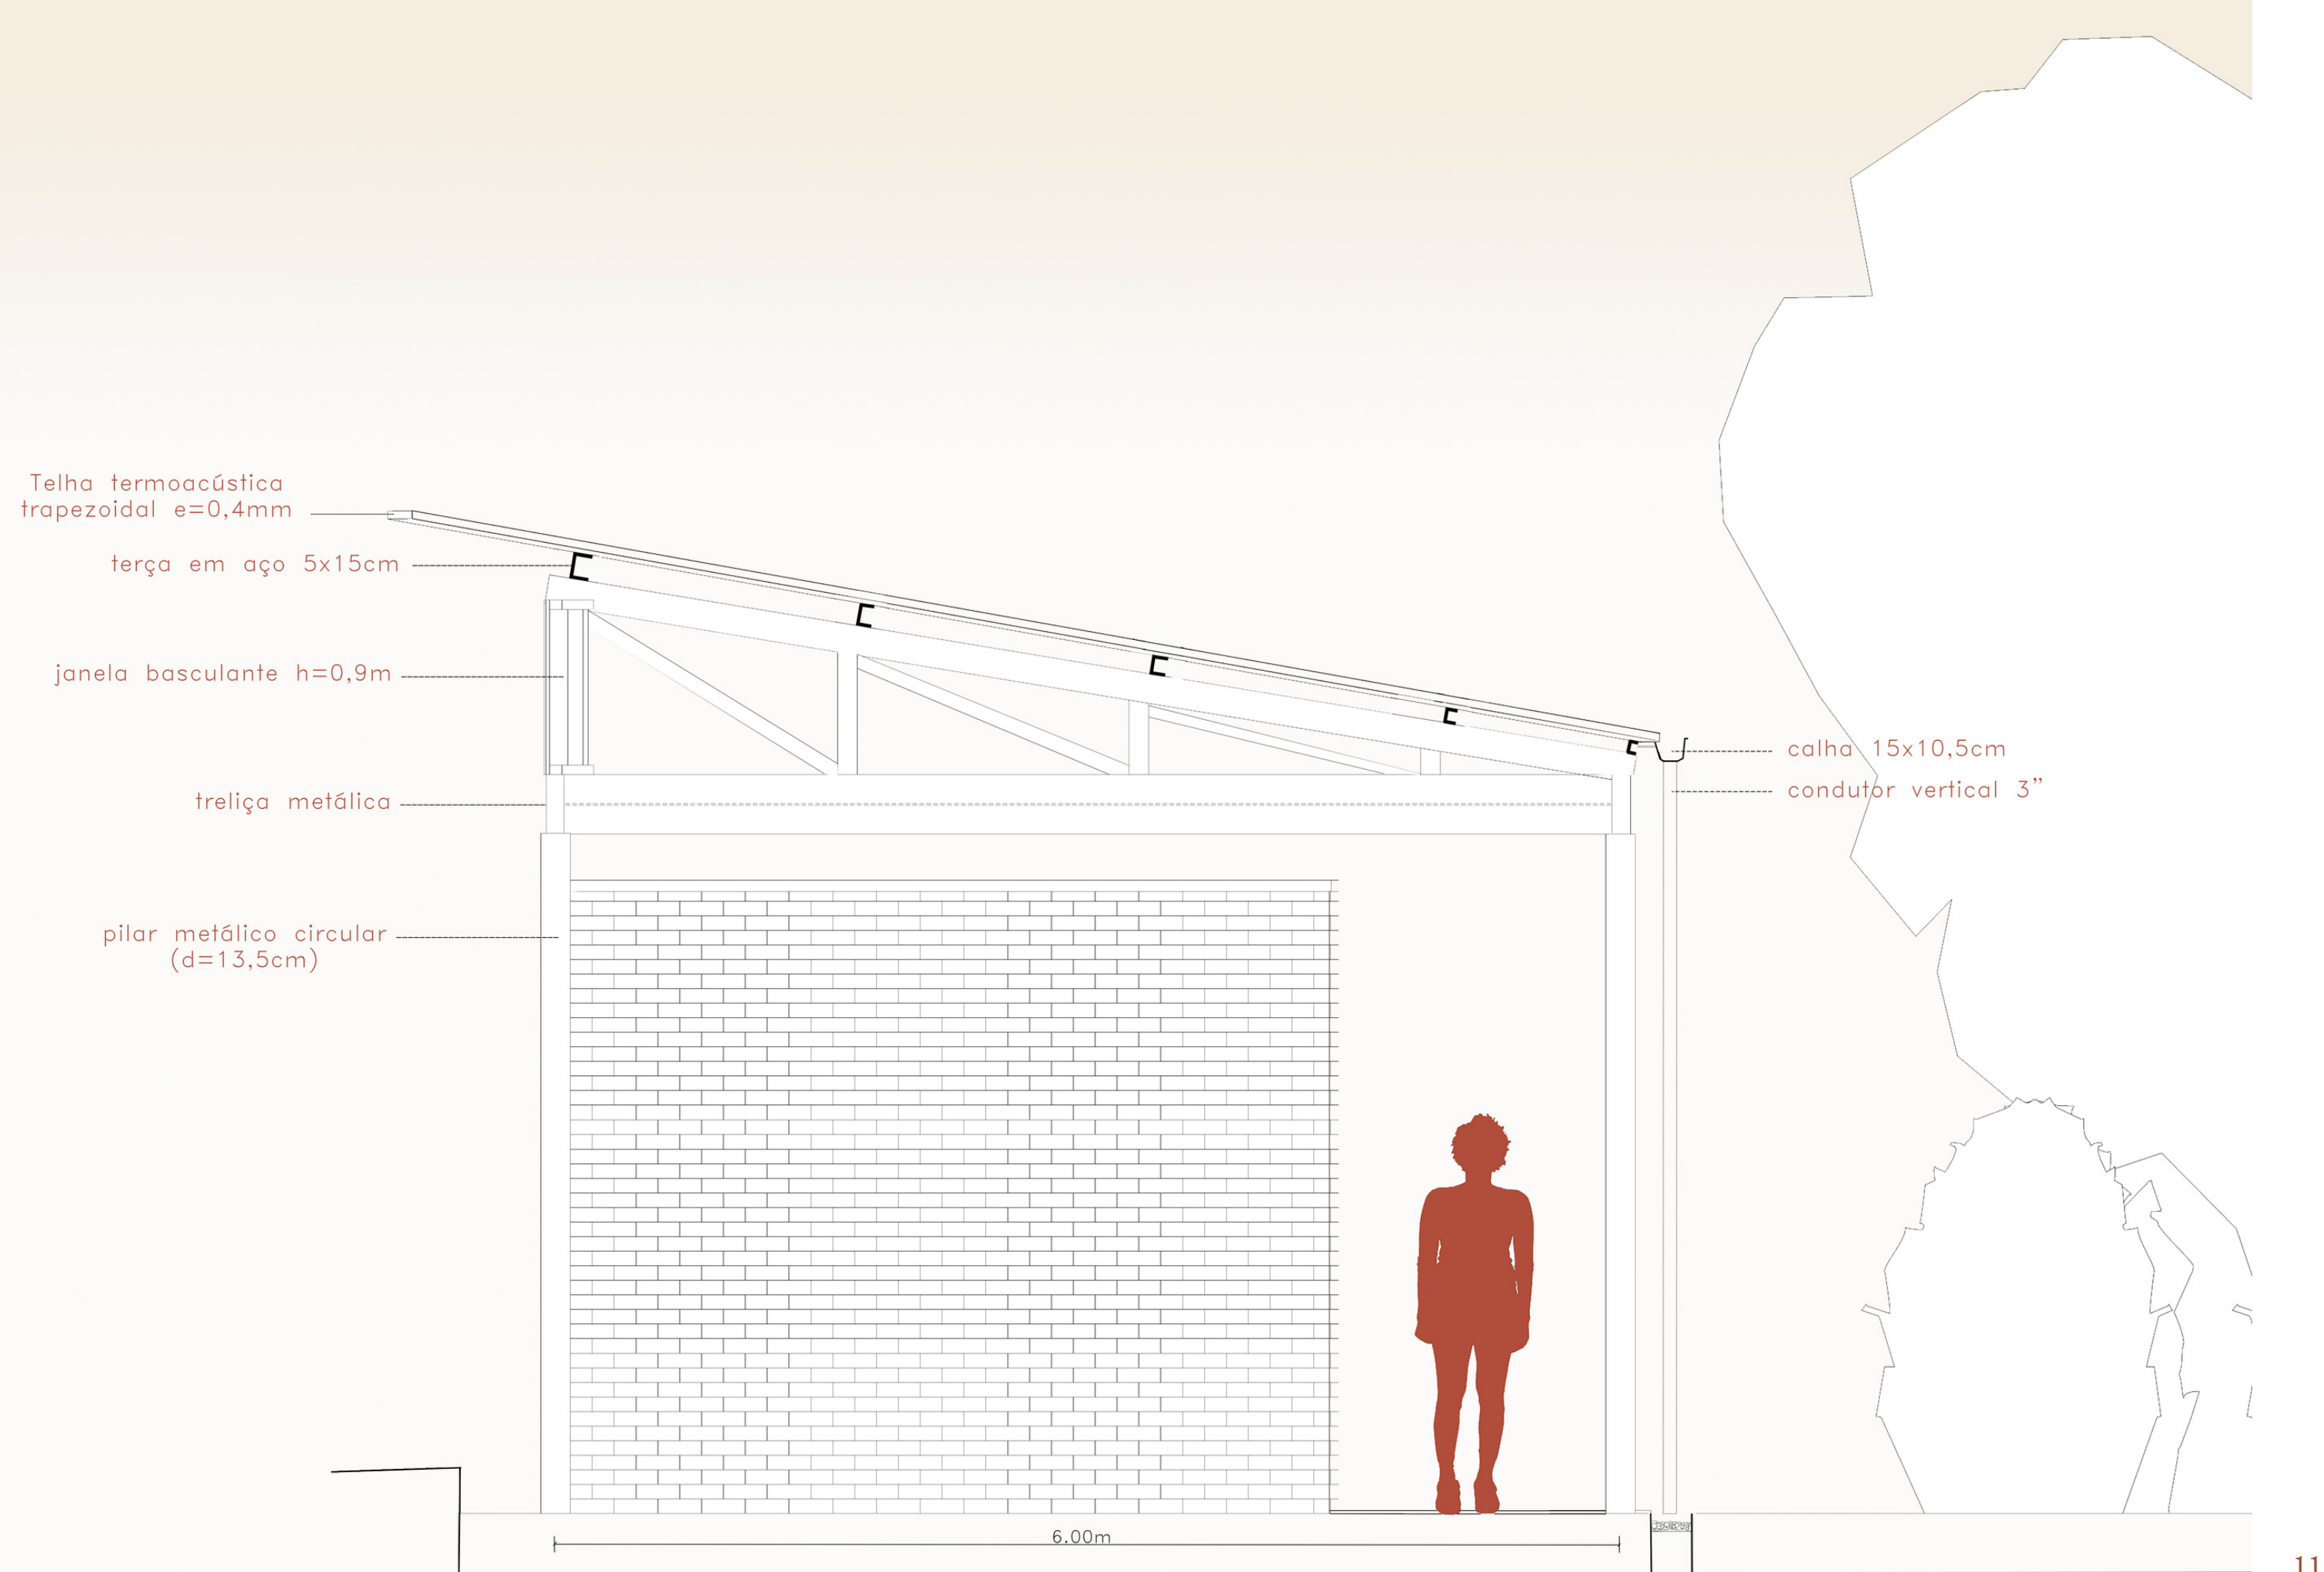 Telha termoacústica
trapezoidal e=0,4mm
terça em aço 5x15cm
janela basculante h=0,9m
treliça metálica
pilar metálico circular
(d=13,5cm)
calha 15x10,5cm
condutor vertical 3”
6.00m
11